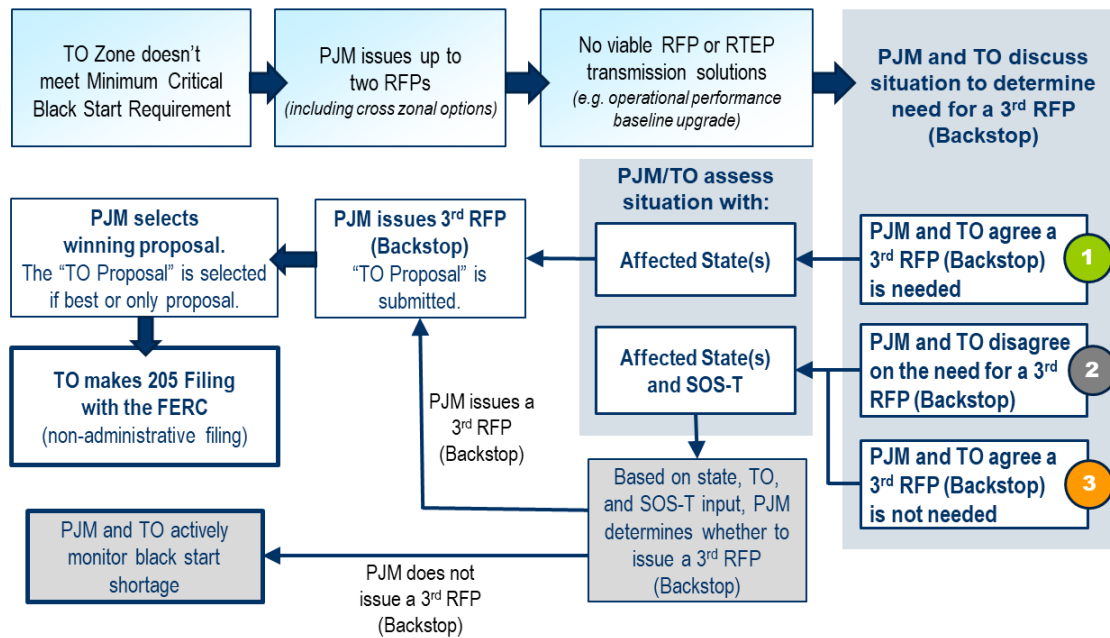 TO Zone doesn't
meet Minimum Critical
Black Start Requirement
PJM issues up to
two RFPs
(including cross zonal options)
No viable RFP or RTEP
transmission solutions
(e.g. operational performance
baseline upgrade)
PJM and TO discuss
situation to determine
need for a 3rd RFP
(Backstop)
PJM/TO assess
situation with:
PJM and TO agree a
3rd RFP (Backstop)
is needed
1
Affected State(s)
PJM issues 3rd RFP
(Backstop)
"TO Proposal" is
submitted.
PJM selects
winning proposal.
The "TO Proposal" is selected
if best or only proposal.
TO makes 205 Filing
with the FERC
(non-administrative filing)
PJM and TO disagree
on the need for a 3rd
RFP (Backstop)
2
Affected State(s)
and SOS-T
PJM and TO agree a
3rd RFP (Backstop)
is not needed
3
Based on state, TO,
and SOS-T input, PJM
determines whether to
issue a 3rd RFP
(Backstop)
PJM issues a
3rd RFP
(Backstop)
PJM does not
issue a 3rd RFP
(Backstop)
PJM and TO actively
monitor black start
shortage